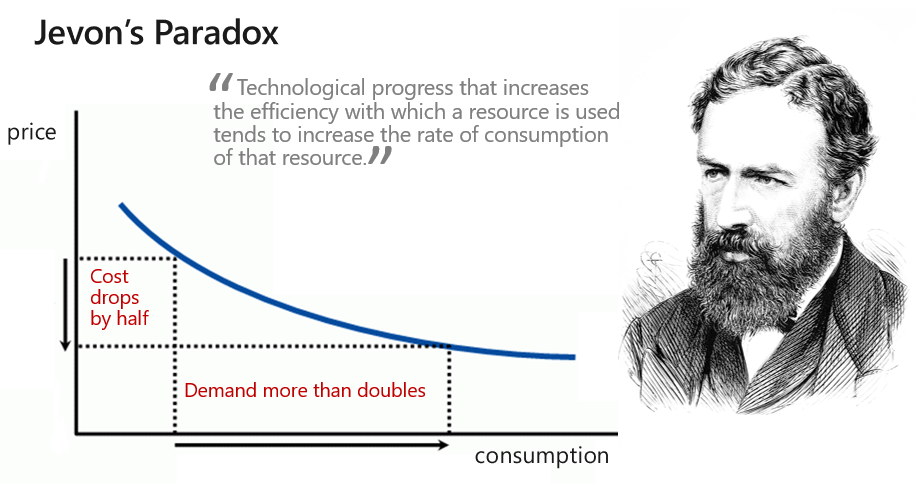 Jevon’s Paradox
“Technological progress that increases
the efficiency with which a resource is used
tends to increase the rate of consumption
of that resource.”
price
Cost
drops
by half
Demand more than doubles
consumption